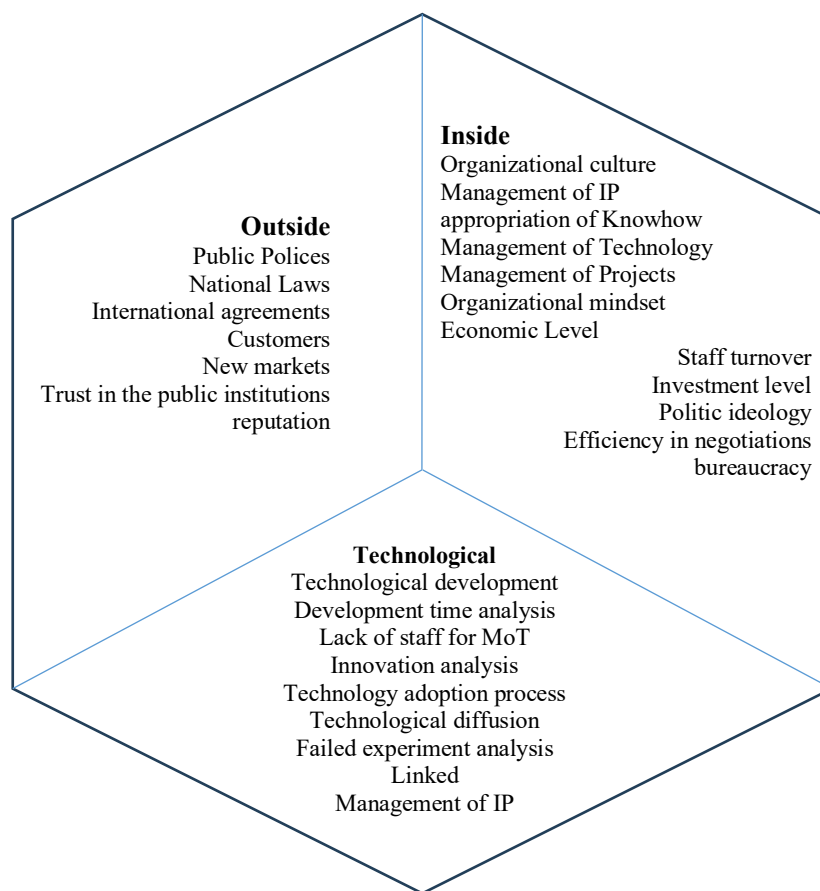 Outside
Public Polices
National Laws
International agreements
Customers
New markets
Trust in the public institutions
reputation
Inside
Organizational culture
Management of IP
appropriation of Knowhow
Management of Technology
Management of Projects
Organizational mindset
Economic Level
Staff turnover
Investment level
Politic ideology
Efficiency in negotiations
bureaucracy
Technological
Technological development
Development time analysis
Lack of staff for MoT
Innovation analysis
Technology adoption process
Technological diffusion
Failed experiment analysis
Linked
Management of IP